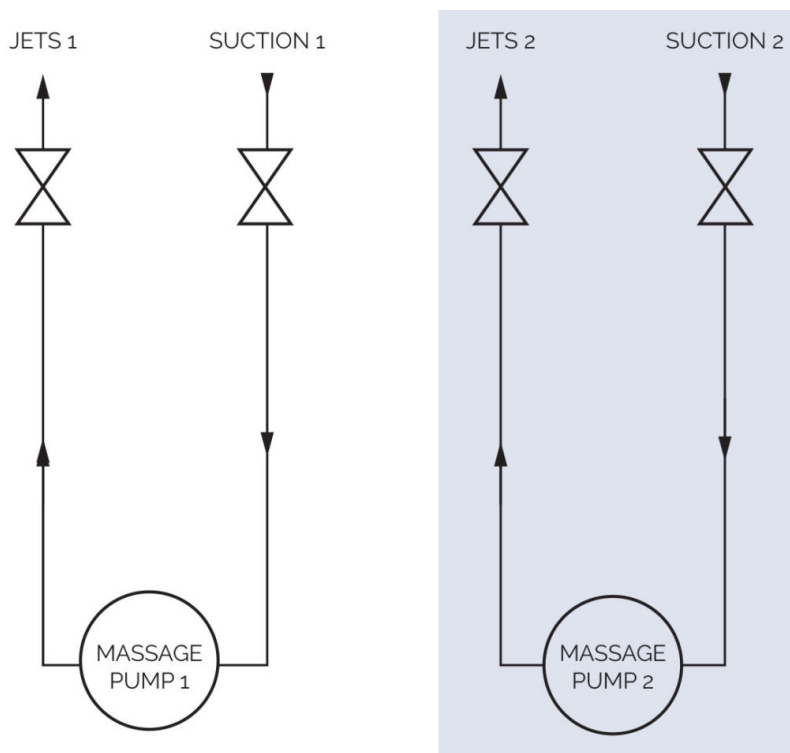 JETS 1
SUCTION 1
JETS 2
SUCTION 2
MASSAGE
PUMP 1
MASSAGE
PUMP 2